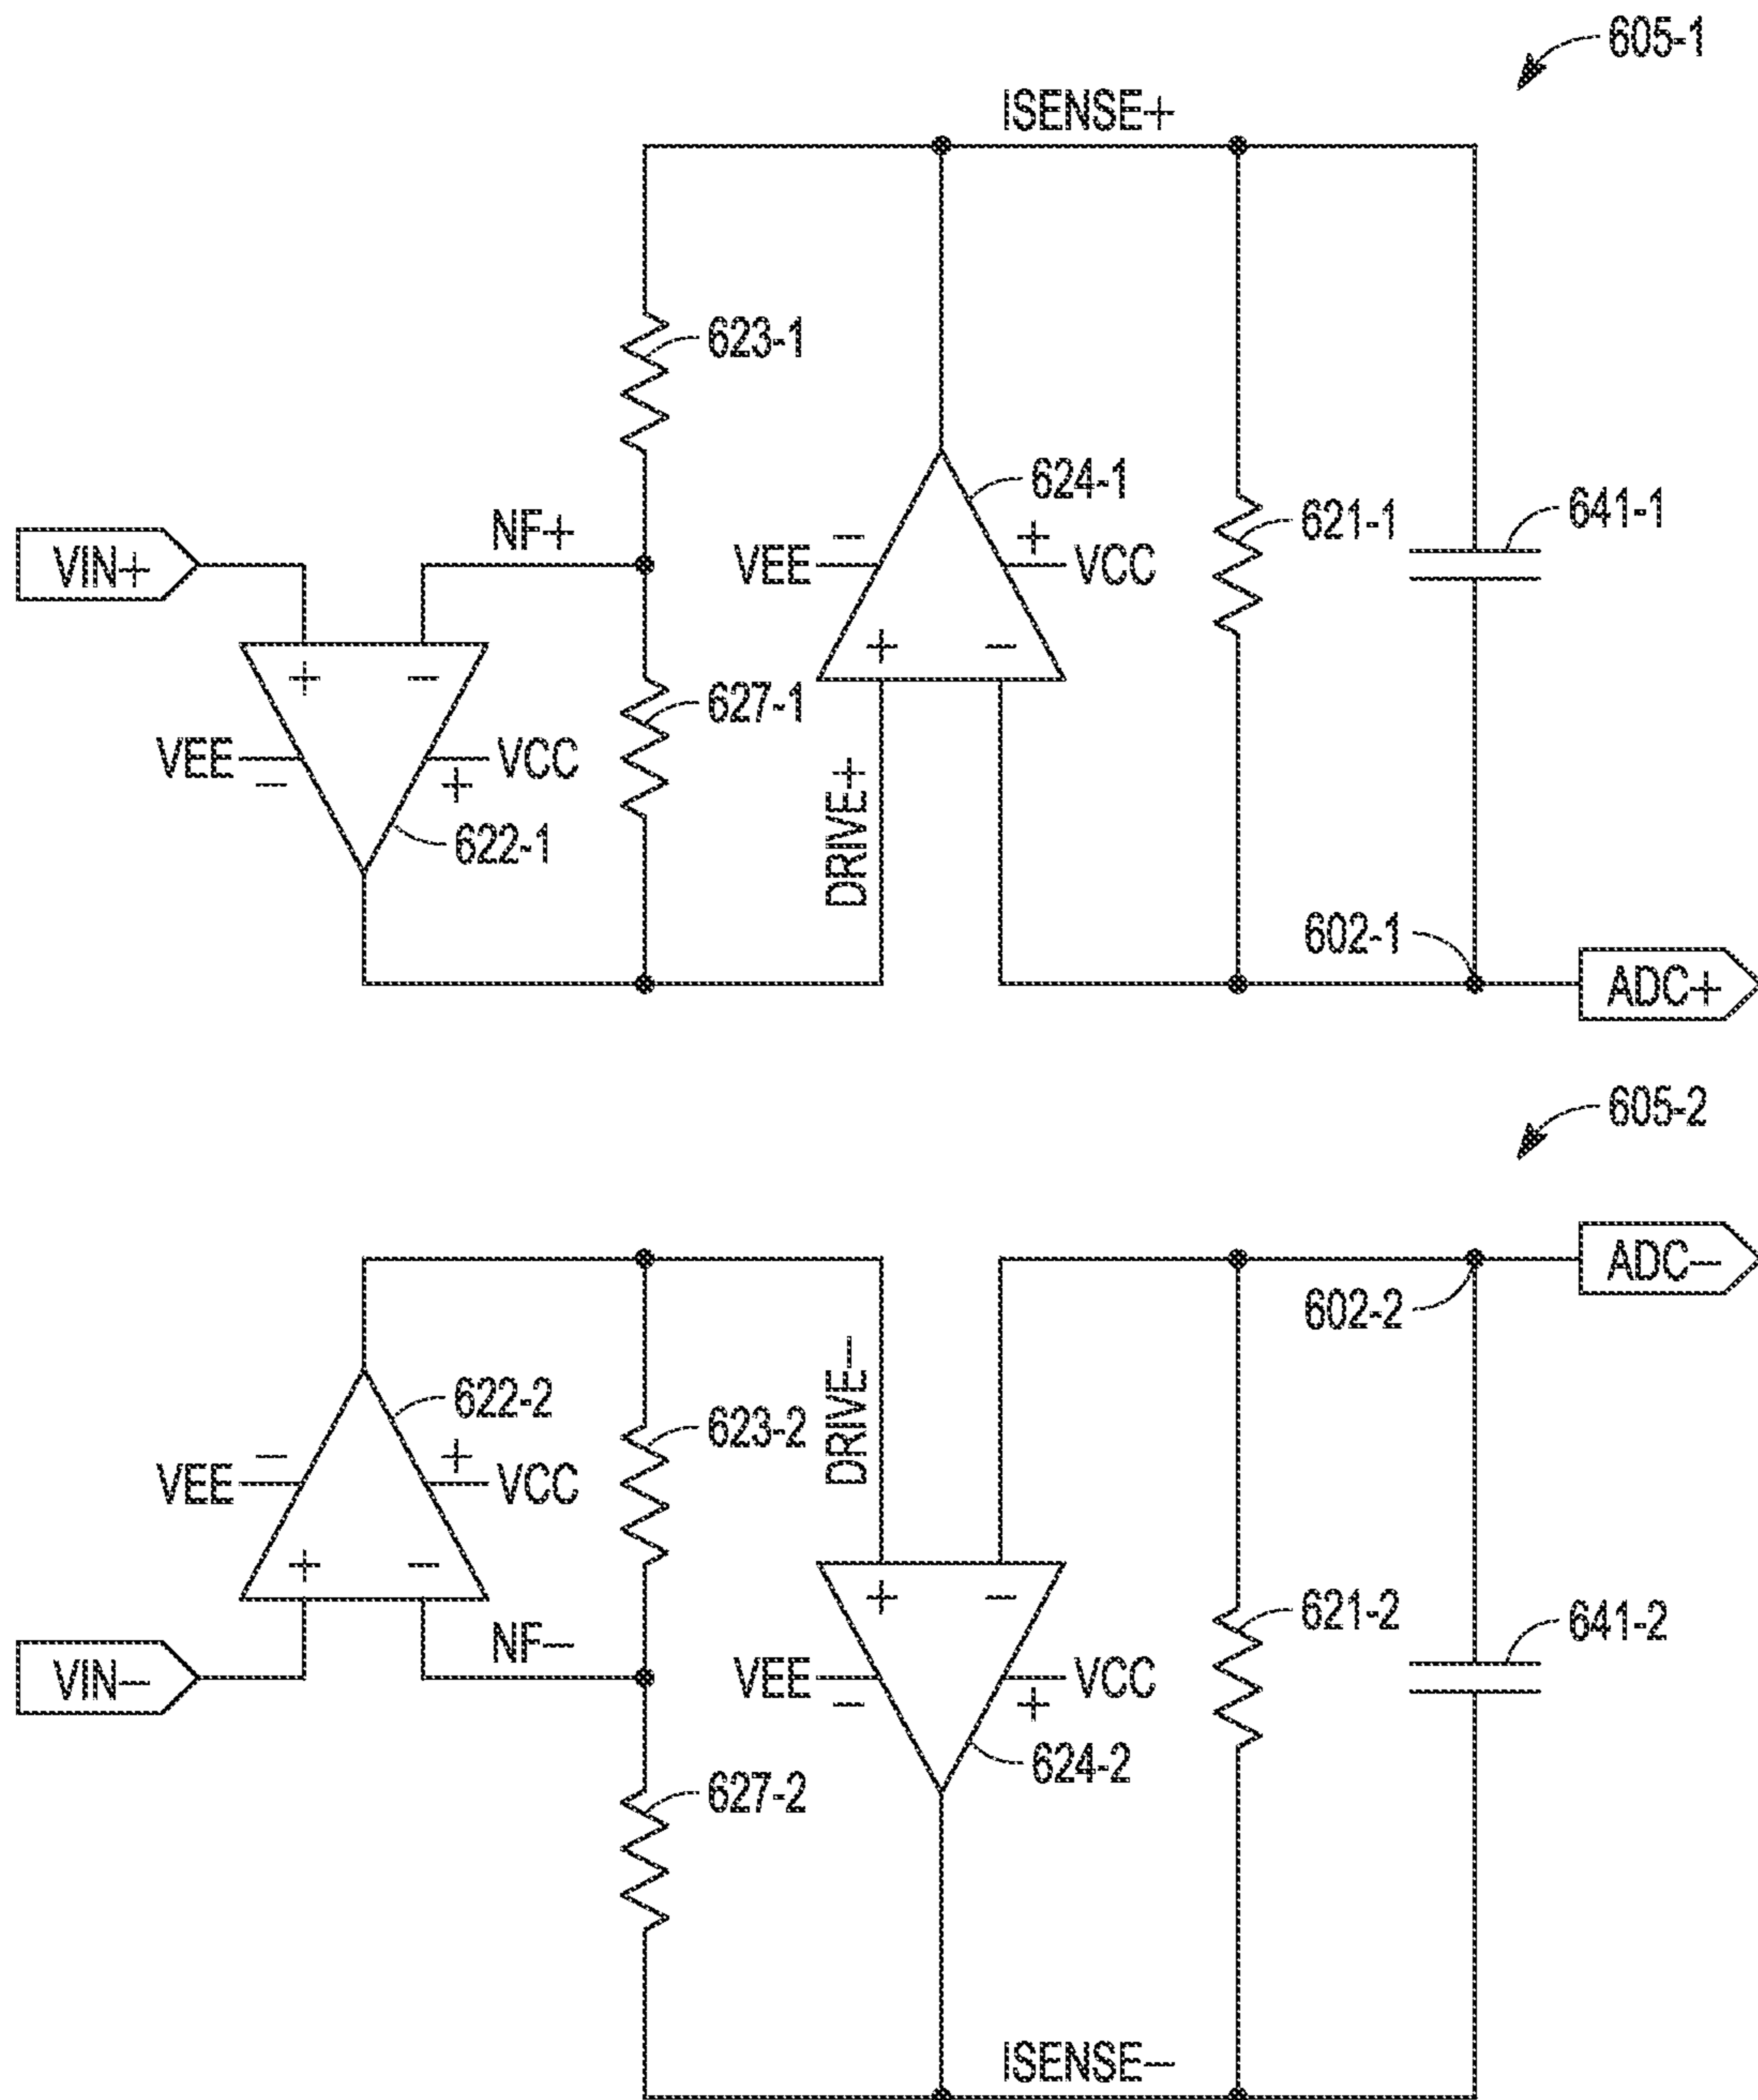 605-1
ISENSE+
623-1
624-1
621-1
641-1
VIN+
NF+
VEE
−
+
VCC
+
−
+
−
627-1
VEE
−
VCC
+
622-1
DRIVE+
602-1
ADC+
605-2
ADC−
602-2
622-2
623-2
DRIVE−
VEE
−
+
VCC
+
−
+
−
621-2
641-2
VIN−
NF−
VEE
−
VCC
+
624-2
627-2
ISENSE−